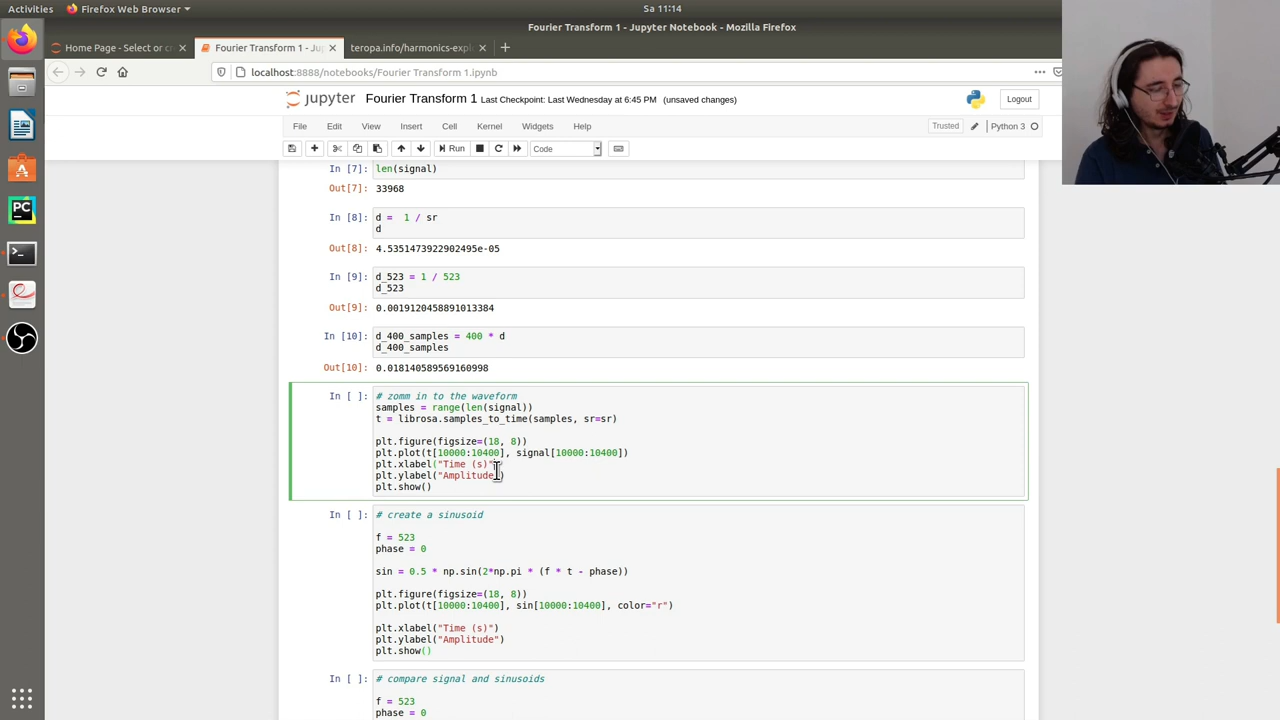 Activities
Firefox Web Browser
Sa 11:14
Fourier Transform 1 - Jupyter Notebook - Mozilla Firefox
Home Page - Select or c
Fourier Transform 1 - Ju
teropa.info/harmonics-exp
localhost:8888/notebooks/Fourier Transform 1.ipynb
jupyter
Fourier Transform 1 Last Checkpoint: Last Wednesday at 6:45 PM (unsaved changes)
Logout
File Edit View Insert Cell Kernel Widgets Help
Trusted
Python 3
Run
Code
In [7]: len(signal)
Out[7]: 33968
In [8]: d = 1 / sr
d
Out[8]: 4.5351473922902495e-05
In [9]: d_523 = 1 / 523
d_523
Out[9]: 0.0019120458891013384
In [10]: d_400_samples = 400 * d
d_400_samples
Out[10]: 0.018140589569160998
In [ ]: # zomm in to the waveform
samples = range(len(signal))
t = librosa.samples_to_time(samples, sr=sr)
plt.figure(figsize=(18, 8))
plt.plot(t[10000:10400], signal[10000:10400])
plt.xlabel("Time (s)")
plt.ylabel("Amplitude")
plt.show()
In [ ]: # create a sinusoid
f = 523
phase = 0
sin = 0.5 * np.sin(2*np.pi * (f * t - phase))
plt.figure(figsize=(18, 8))
plt.plot(t[10000:10400], sin[10000:10400], color="r")
plt.xlabel("Time (s)")
plt.ylabel("Amplitude")
plt.show()
In [ ]: # compare signal and sinusoids
f = 523
phase = 0